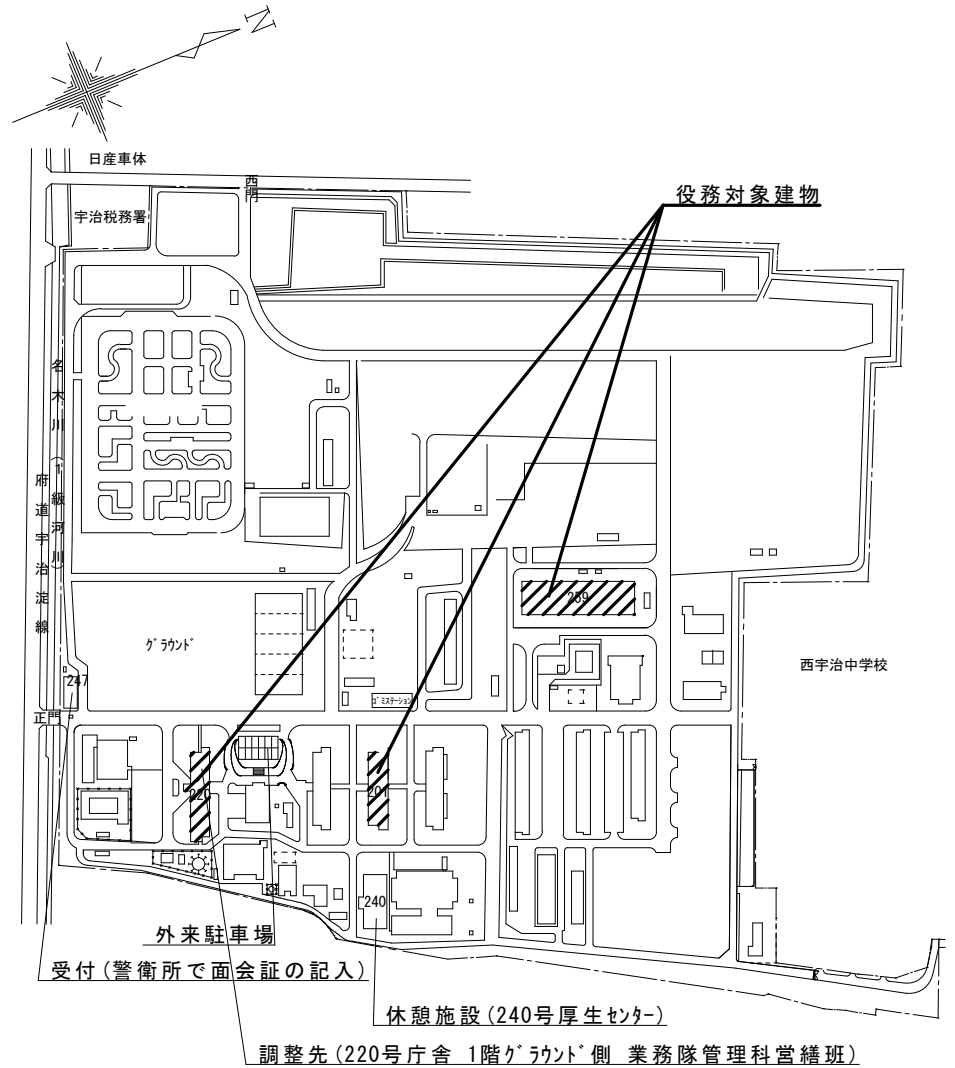 N
日産車体
西門
役務対象建物
宇治税務署
名木川(1級河川)
府道宇治淀線
259
グラウンド
西宇治中学校
247
ゴミステーション
正門
220
201
240
外来駐車場
受付(警衛所で面会証の記入)
休憩施設(240号厚生センター)
調整先(220号庁舎 1階グラウンド側 業務隊管理科営繕班)